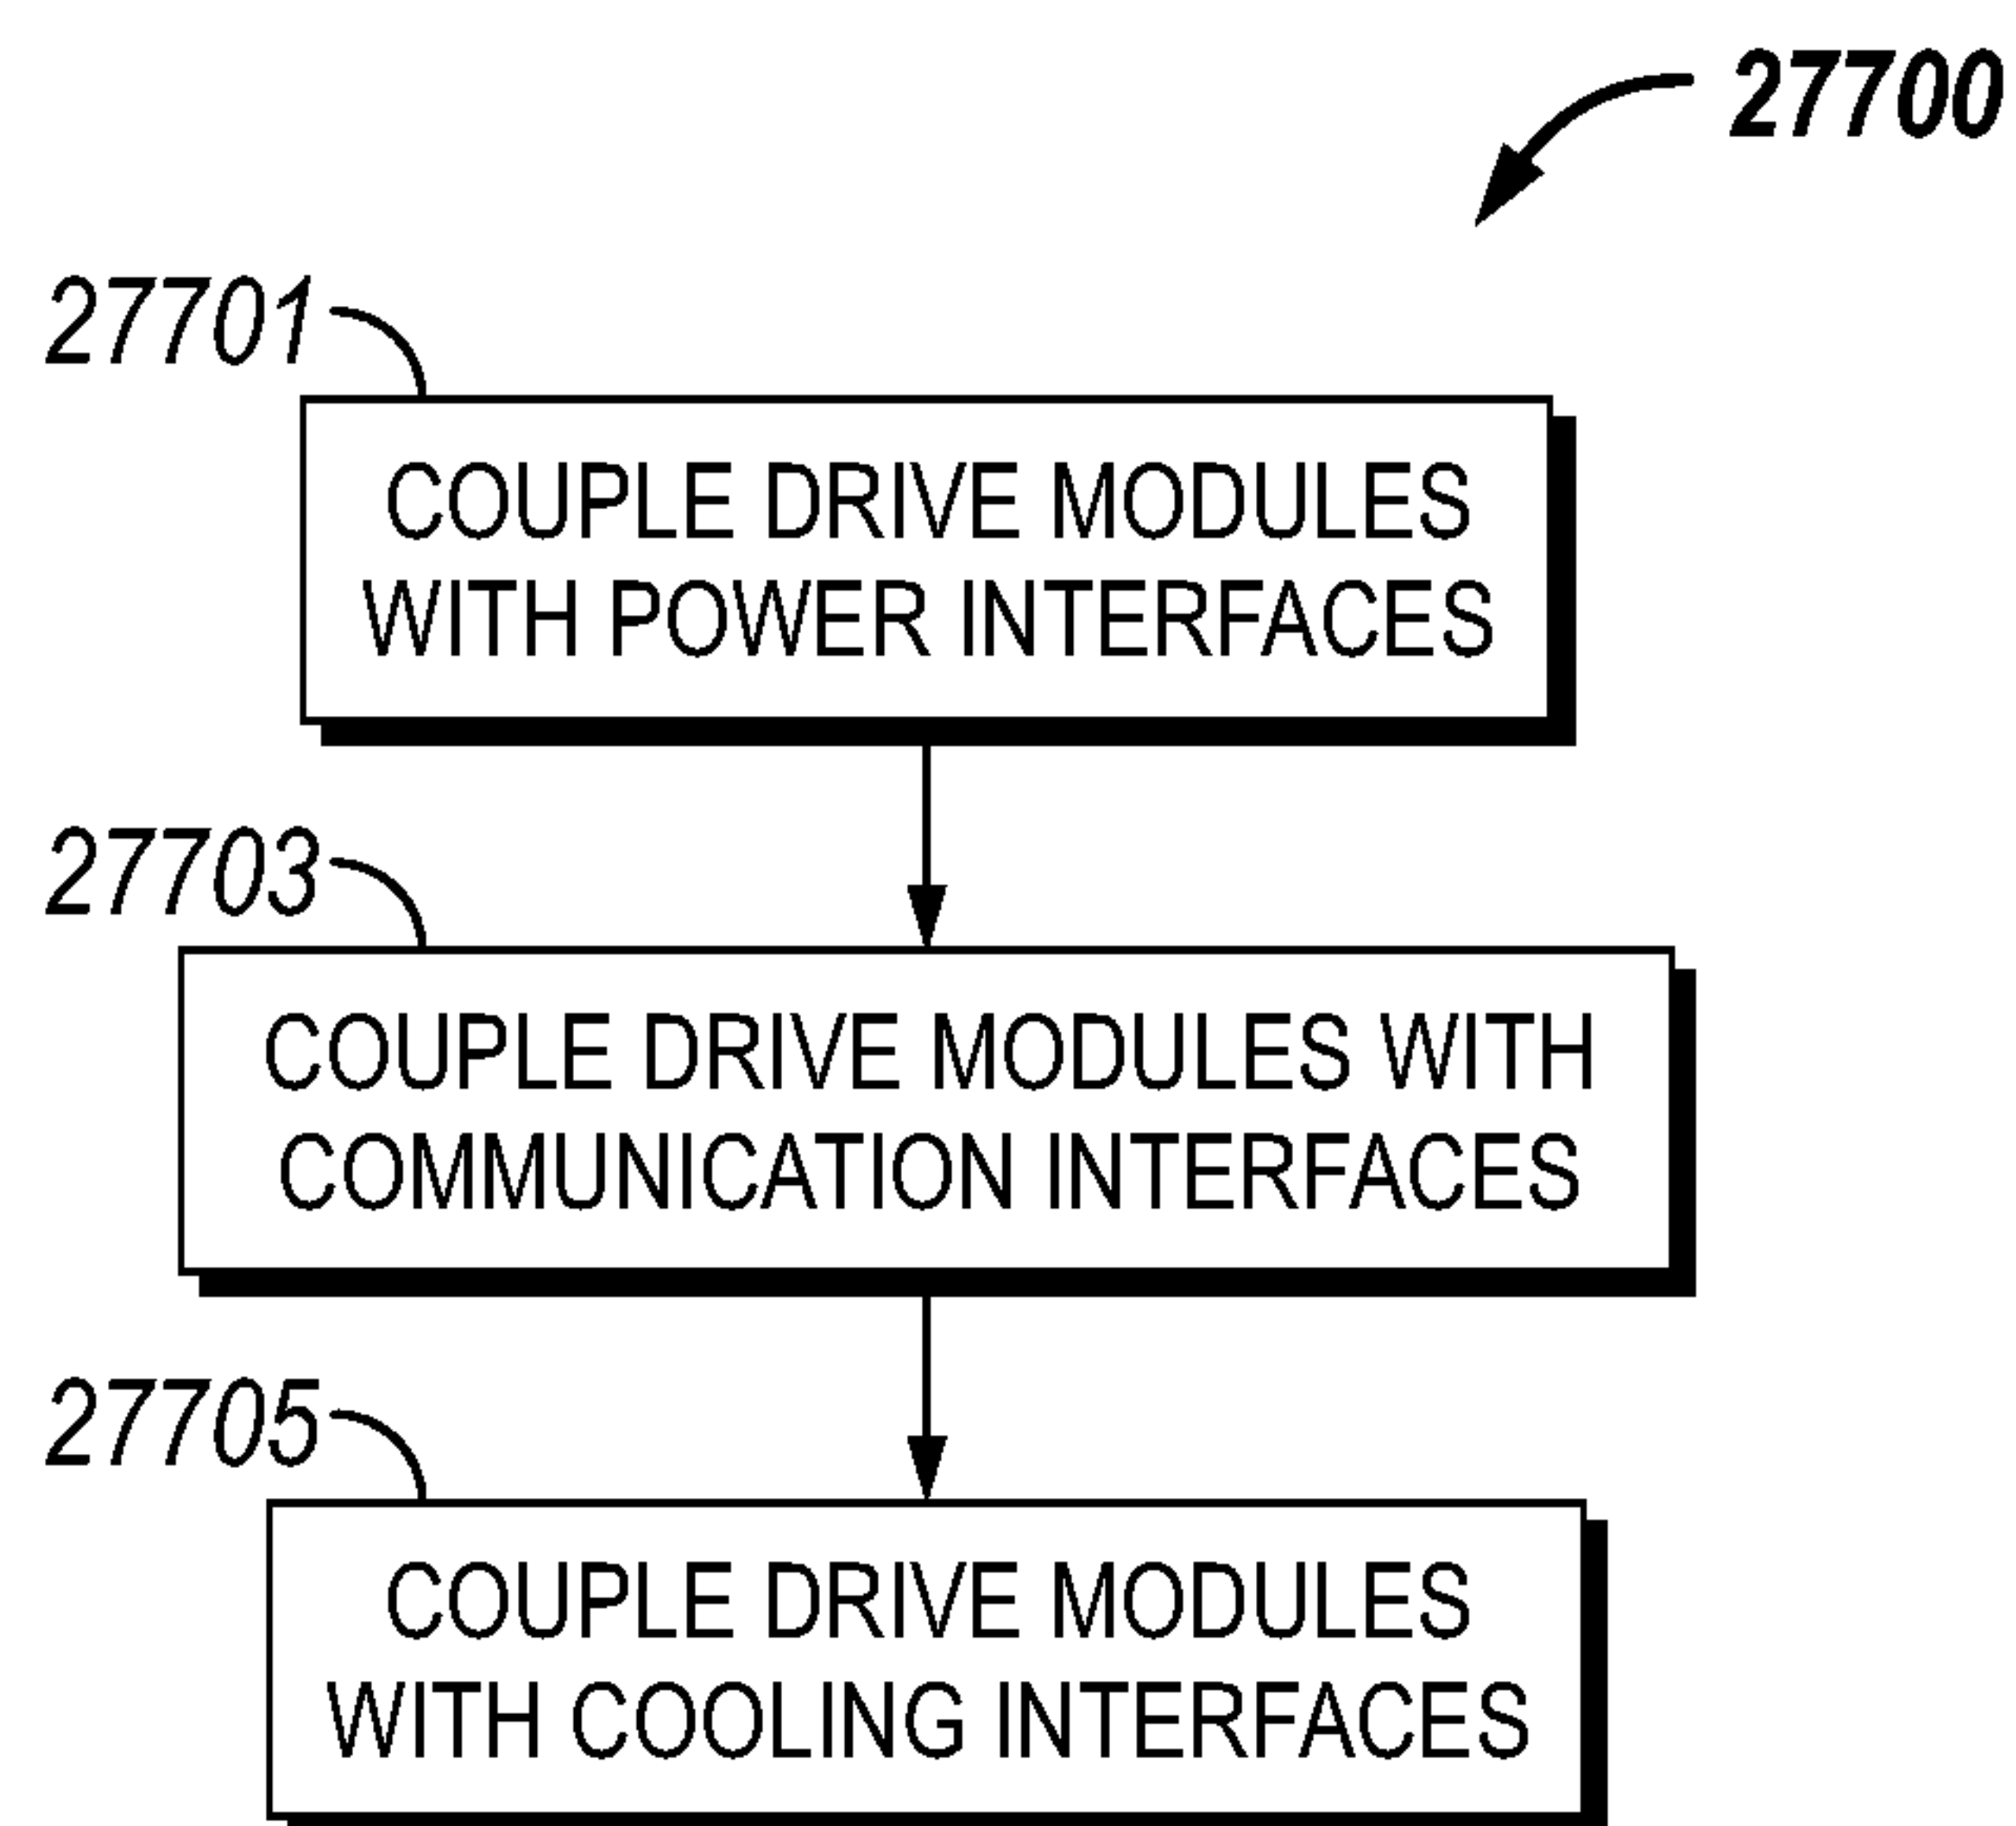 27700
27701
COUPLE DRIVE MODULES
WITH POWER INTERFACES
27703
COUPLE DRIVE MODULES WITH
COMMUNICATION INTERFACES
27705
COUPLE DRIVE MODULES
WITH COOLING INTERFACES